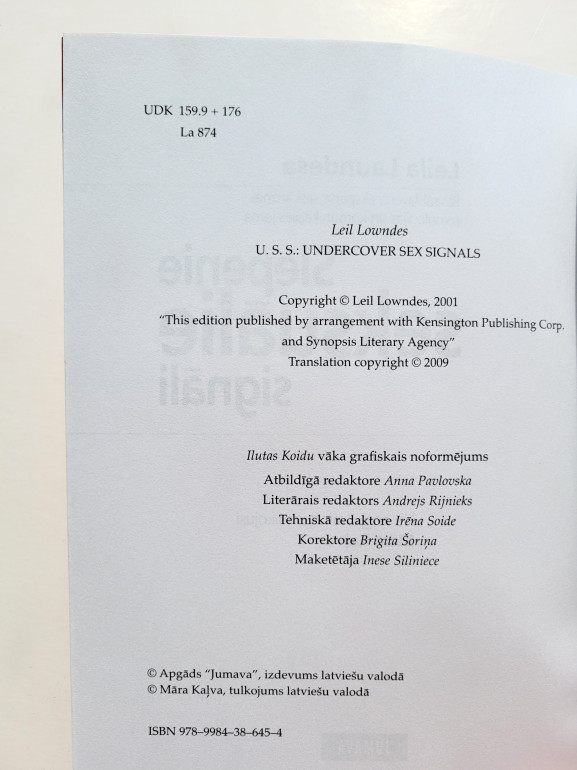 UDK 159.9 + 176
La 874
Leil Lowndes
U. S. S.: UNDERCOVER SEX SIGNALS
Copyright © Leil Lowndes, 2001
“This edition published by arrangement with Kensington Publishing Corp.
and Synopsis Literary Agency”
Translation copyright © 2009
Ilutas Koidu vāka grafiskais noformējums
Atbildīgā redaktore Anna Pavlovska
Literārais redaktors Andrejs Rijnieks
Tehniskā redaktore Irēna Soide
Korektore Brigita Šoriņa
Maketētāja Inese Siliniece
© Apgāds “Jumava”, izdevums latviešu valodā
© Māra Kaļva, tulkojums latviešu valodā
ISBN 978–9984–38–645–4